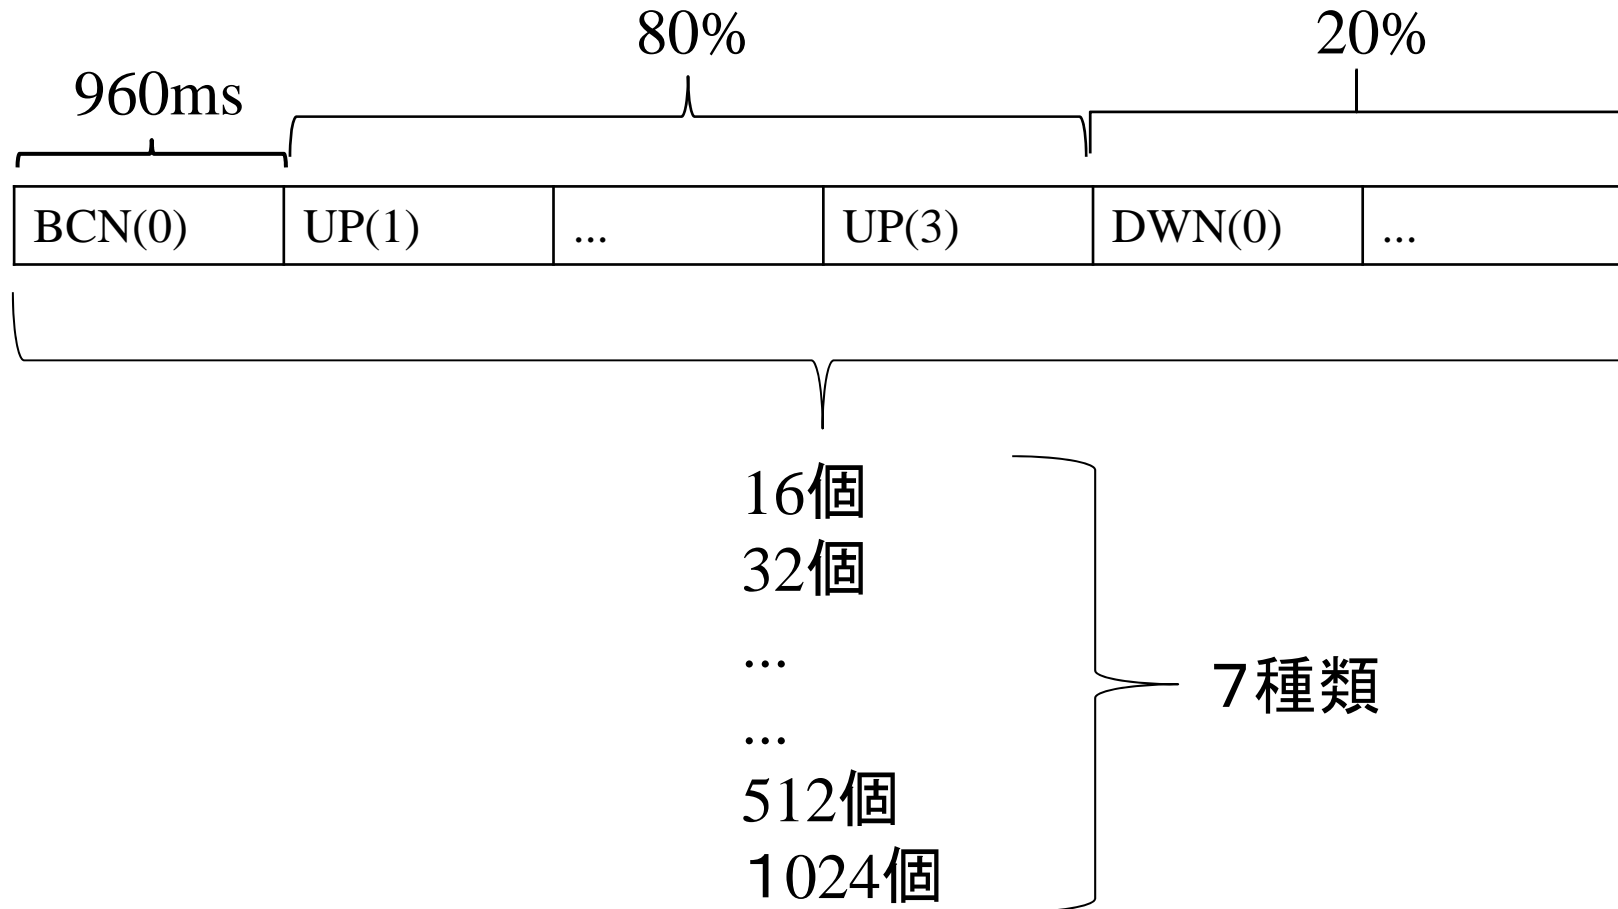 80%
20%
960ms
BCN(0) UP(1) ... UP(3) DWN(0) ...
16個
32個
...
...
7種類
512個
1024個